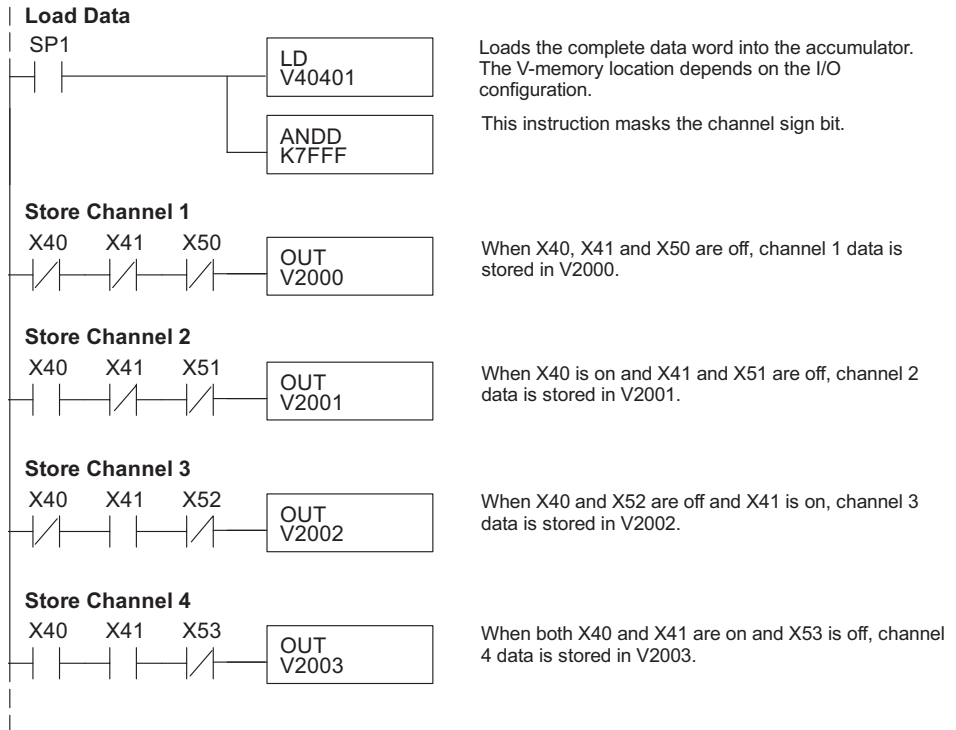 Load Data
SP1
LD
V40401
Loads the complete data word into the accumulator.
The V-memory location depends on the I/O
configuration.
ANDD
K7FFF
This instruction masks the channel sign bit.
Store Channel 1
X40 X41 X50
OUT
V2000
When X40, X41 and X50 are off, channel 1 data is
stored in V2000.
Store Channel 2
X40 X41 X51
OUT
V2001
When X40 is on and X41 and X51 are off, channel 2
data is stored in V2001.
Store Channel 3
X40 X41 X52
OUT
V2002
When X40 and X52 are off and X41 is on, channel 3
data is stored in V2002.
Store Channel 4
X40 X41 X53
OUT
V2003
When both X40 and X41 are on and X53 is off, channel
4 data is stored in V2003.